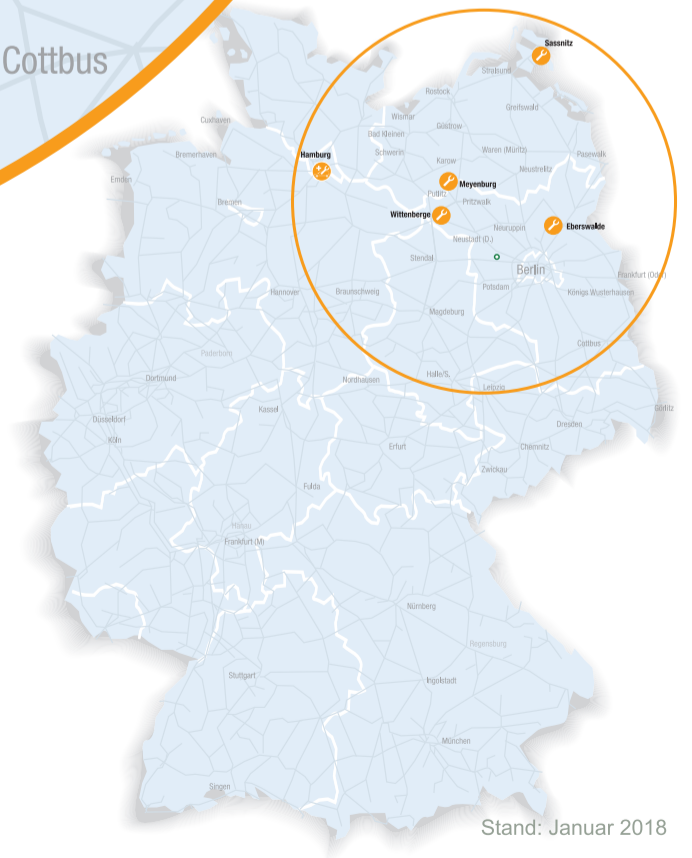 Cottbus
Sassnitz
Stralsund
Rostock
Greifswald
Wismar
Cuxhaven
Güstrow
Bad Kleinen
Hamburg
Schwerin
Waren (Müritz)
Pasewalk
Bremerhaven
Karow
Neustrelitz
Emden
Meyenburg
Putlitz
Pritzwalk
Bremen
Wittenberge
Neuruppin
Eberswalde
Neustadt (D.)
Stendal
Berlin
Frankfurt (Oder)
Potsdam
Hannover
Braunschweig
Königs Wusterhausen
Magdeburg
Cottbus
Paderborn
Dortmund
Nordhausen
Halle/S.
Leipzig
Kassel
Görlitz
Düsseldorf
Dresden
Köln
Erfurt
Chemnitz
Zwickau
Fulda
Hanau
Frankfurt (M)
Nürnberg
Regensburg
Stuttgart
Ingolstadt
München
Singen
Stand: Januar 2018